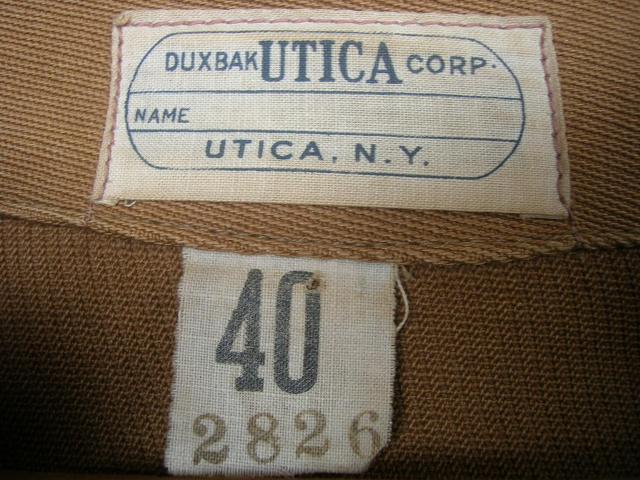 DUXBAK UTICA CORP.
NAME
UTICA, N.Y.
40
2826